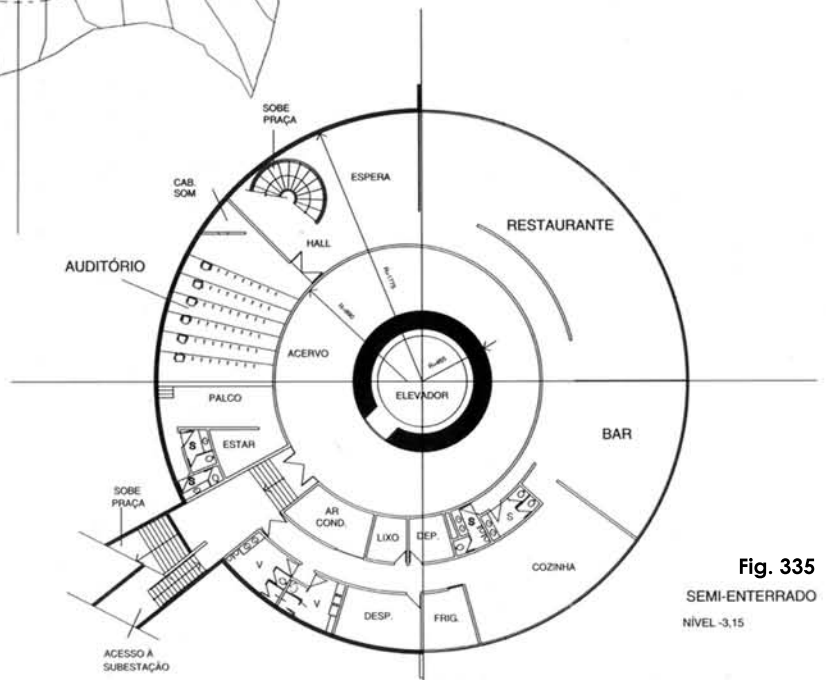 SOBE
PRAÇA
CAB.
SOM
ESPERA
RESTAURANTE
HALL
AUDITÓRIO
R=1775
ACERVO
ELEVADOR
PALCO
ESTAR
BAR
S
S
SOBE
PRAÇA
AR
COND.
LIXO
DEP.
S
S
COZINHA
V
V
DESP.
FRIG.
ACESSO À
SUBESTAÇÃO
Fig. 335
SEMI-ENTERRADO
NÍVEL -3,15